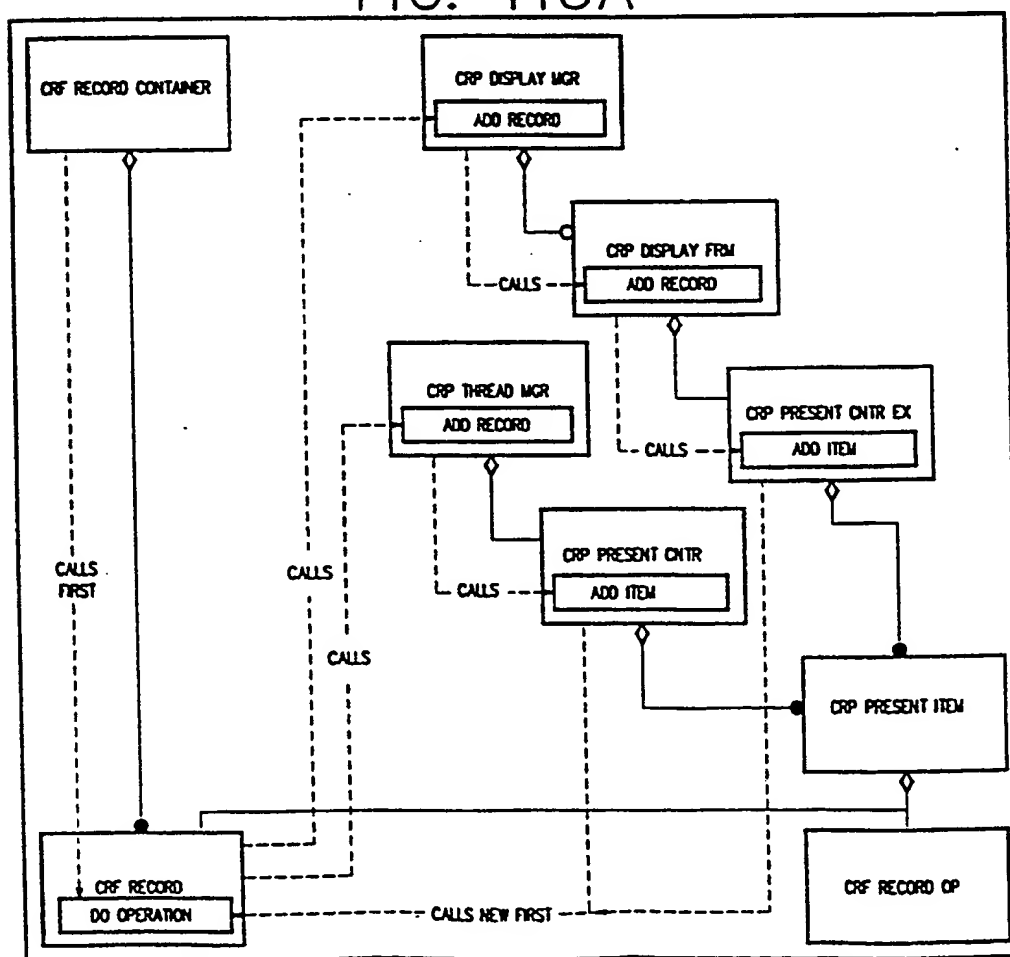 CRF RECORD CONTAINER
CRP DISPLAY MGR
ADD RECORD
CRP DISPLAY FRM
CALLS
ADD RECORD
CRP THREAD MGR
ADD RECORD
CRP PRESENT CNTR EX
CALLS
ADD ITEM
CRP PRESENT CNTR
CALLS
ADD ITEM
CALLS
FIRST
CALLS
CALLS
CRP PRESENT ITEM
CRF RECORD
DO OPERATION
CALLS NEW FIRST
CRF RECORD OP